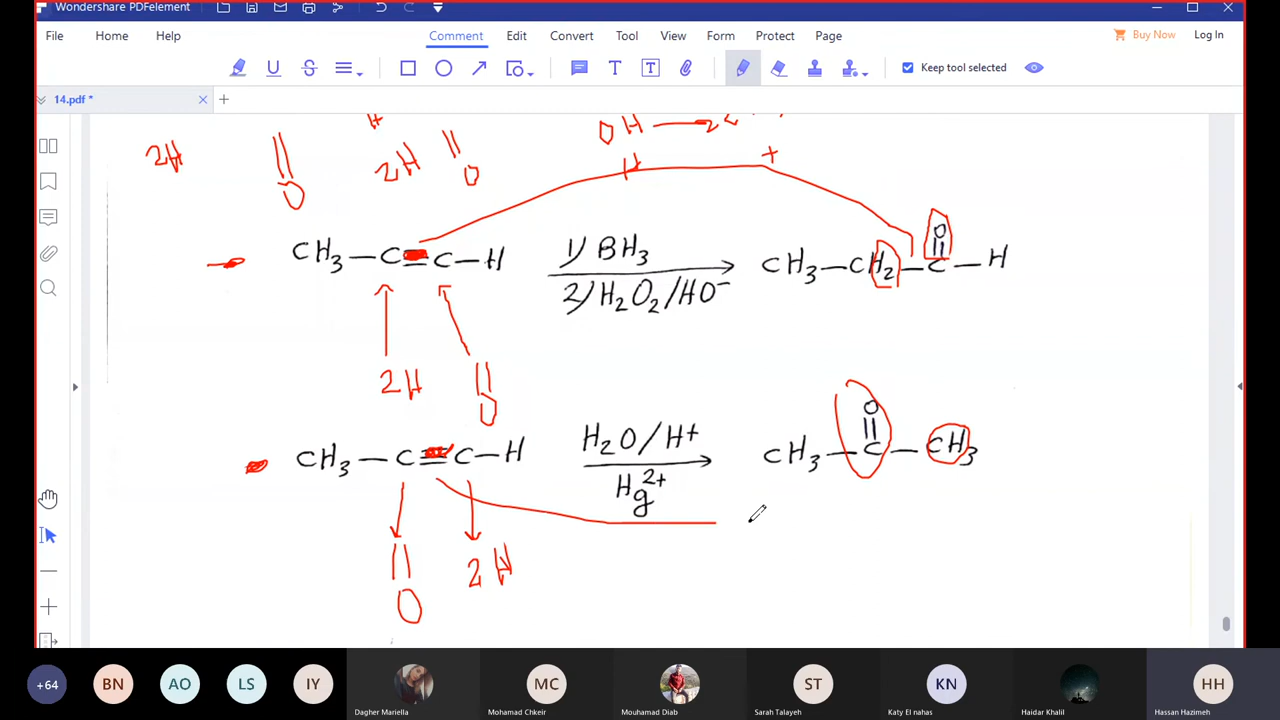 Wondershare PDFelement
File Home Help Comment Edit Convert Tool View Form Protect Page Buy Now Log In
Keep tool selected
14.pdf *
OH
2H O 2H O
CH3—C≡C—H 1) BH3 CH3—CH2—C—H
O
2) H2O2/HO−
2H O
CH3—C≡C—H H2O/H+ CH3—C—CH3
O
Hg2+
O 2H
+64 BN AO LS IY MC ST KN HH
Dagher Mariella Mohamad Chkeir Mouhamad Diab Sarah Talayeh Katy El nahas Haidar Khalil Hassan Hazimeh